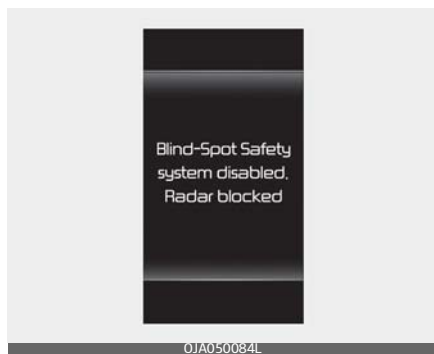 Blind-Spot Safety
system disabled.
Radar blocked
OJA050084L